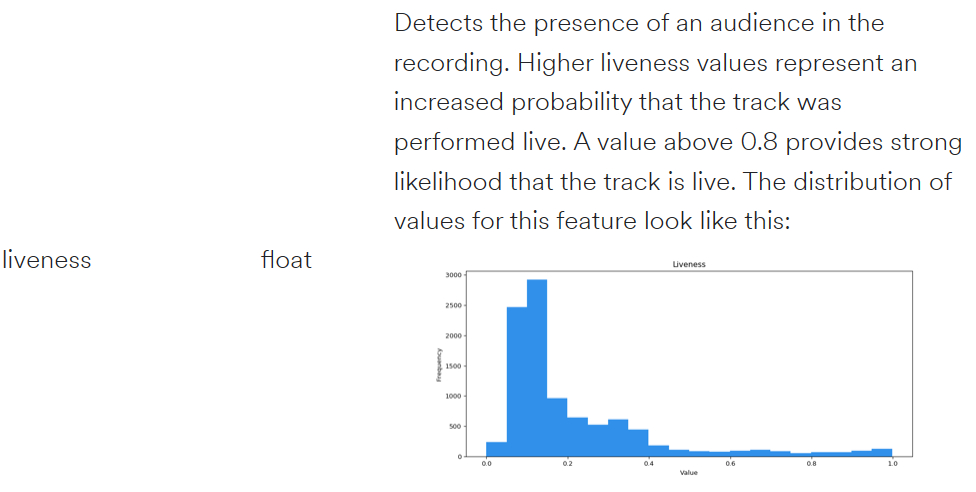 Detects the presence of an audience in the
recording. Higher liveness values represent an
increased probability that the track was
performed live. A value above 0.8 provides strong
likelihood that the track is live. The distribution of
values for this feature look like this:
liveness float
Liveness
3000
2500
2000
1500
1000
500
0
Frequency
0.0 0.2 0.4 0.6 0.8 1.0
Value